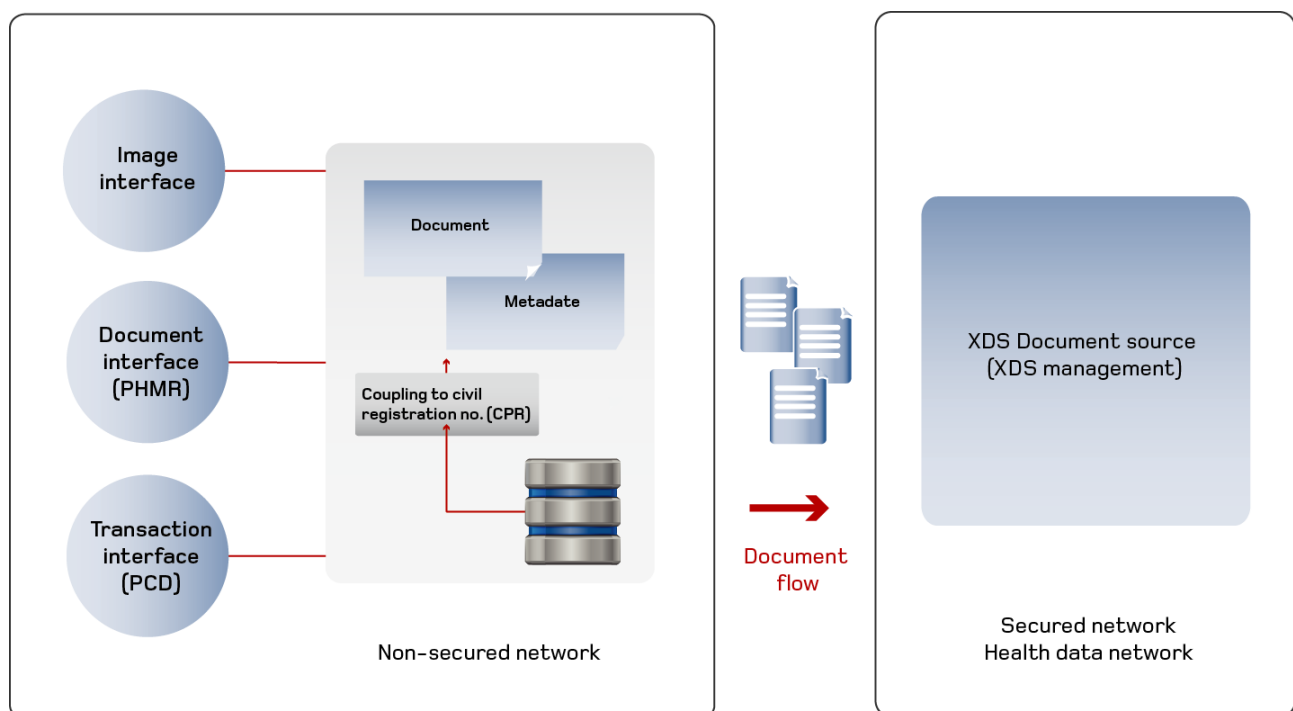 Image
interface
Document
interface
(PHMR)
Transaction
interface
(PCD)
Document
Metadate
Coupling to civil
registration no. (CPR)
Non-secured network
Document
flow
XDS Document source
(XDS management)
Secured network
Health data network